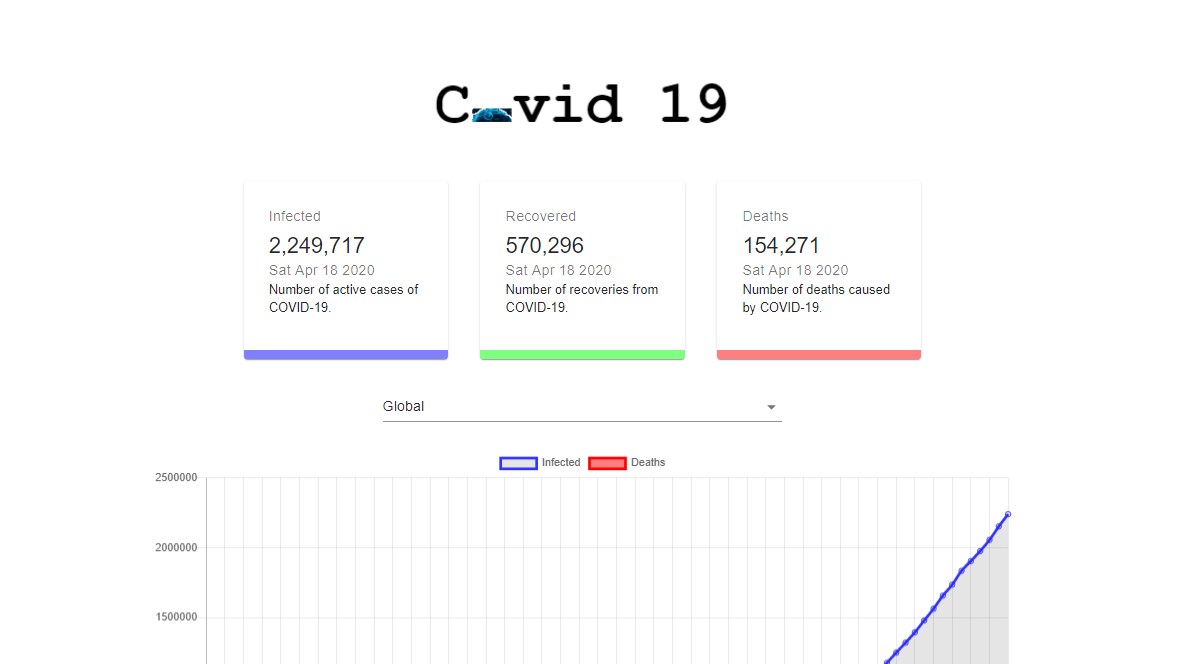 Covid 19
Infected
2,249,717
Sat Apr 18 2020
Number of active cases of
COVID-19.
Recovered
570,296
Sat Apr 18 2020
Number of recoveries from
COVID-19.
Deaths
154,271
Sat Apr 18 2020
Number of deaths caused
by COVID-19.
Global
Infected Deaths
2500000
2000000
1500000